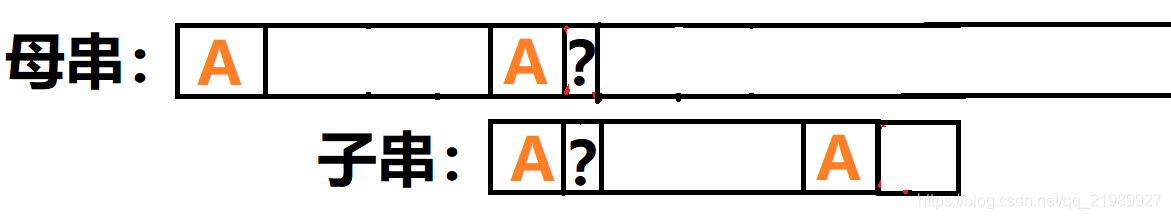 母串： A A ?
子串： A ? A
https://blog.csdn.net/qq_21989927